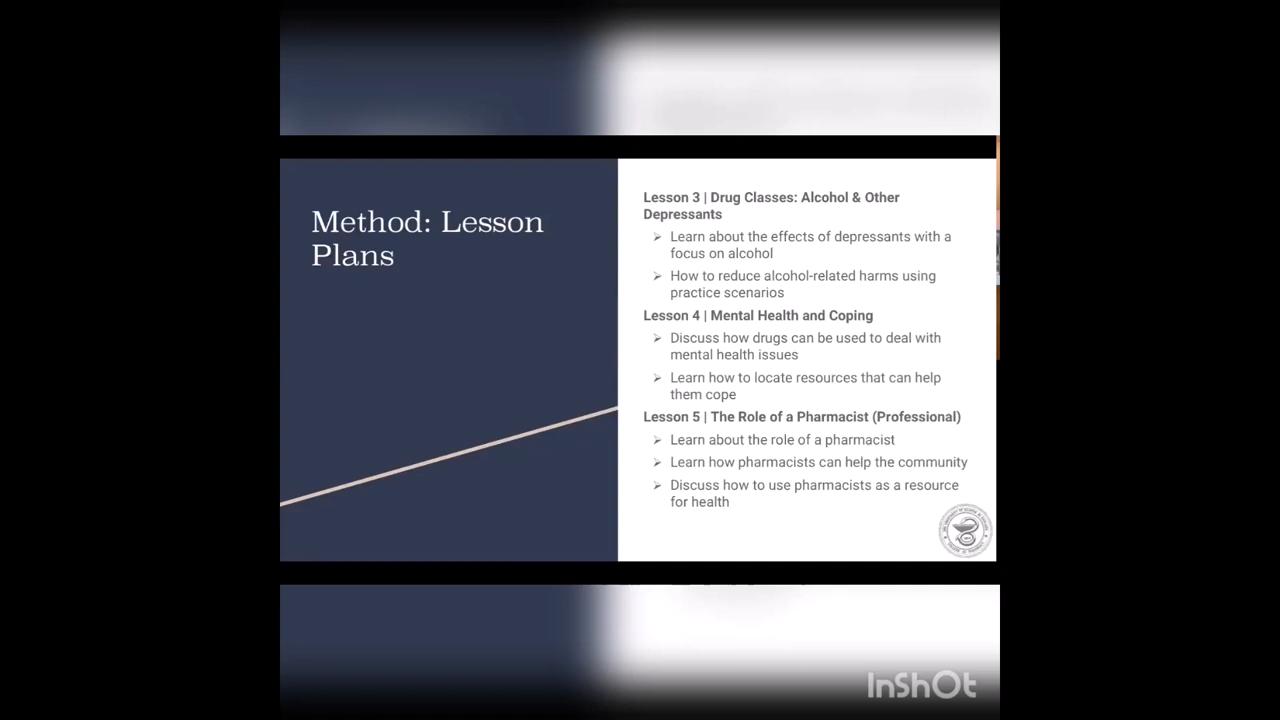 Method: Lesson
Plans
Lesson 3 | Drug Classes: Alcohol & Other
Depressants
➢ Learn about the effects of depressants with a
focus on alcohol
➢ How to reduce alcohol-related harms using
practice scenarios
Lesson 4 | Mental Health and Coping
➢ Discuss how drugs can be used to deal with
mental health issues
➢ Learn how to locate resources that can help
them cope
Lesson 5 | The Role of a Pharmacist (Professional)
➢ Learn about the role of a pharmacist
➢ Learn how pharmacists can help the community
➢ Discuss how to use pharmacists as a resource
for health
InShOt